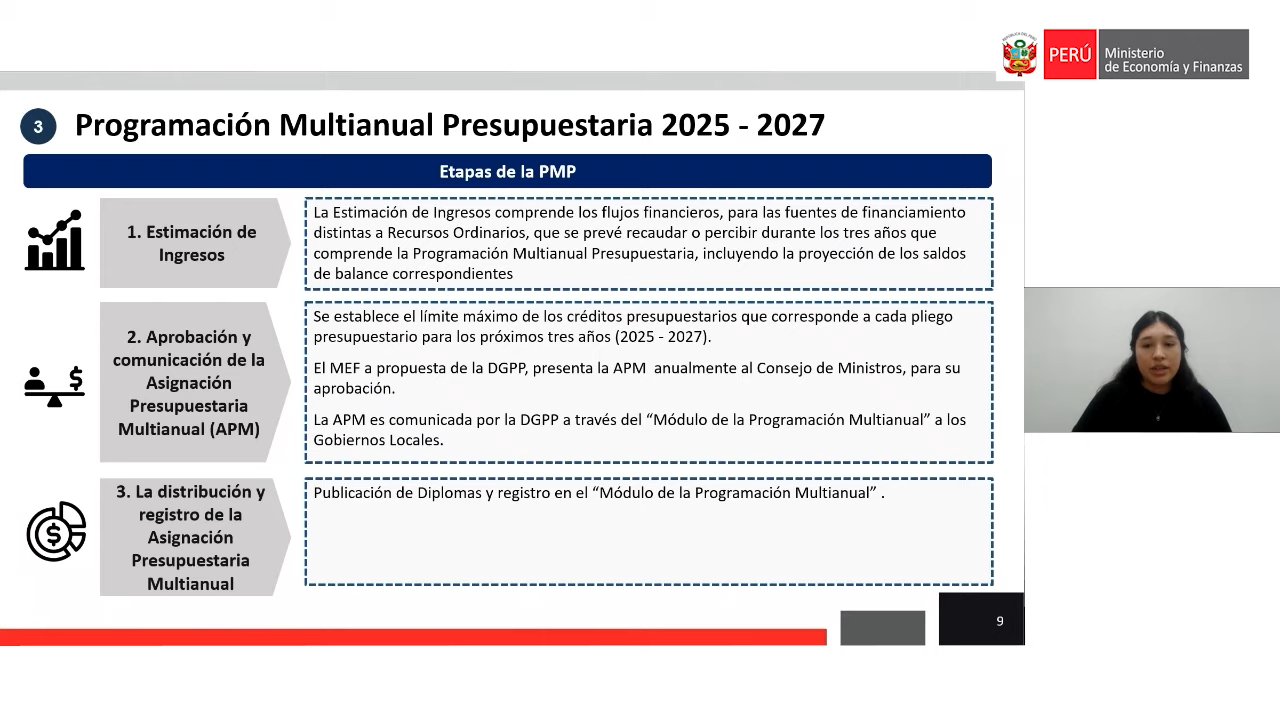 REPÚBLICA DEL PERÚ
PERÚ
Ministerio
de Economía y Finanzas
3
Programación Multianual Presupuestaria 2025 - 2027
Etapas de la PMP
1. Estimación de
Ingresos
La Estimación de Ingresos comprende los flujos financieros, para las fuentes de financiamiento
distintas a Recursos Ordinarios, que se prevé recaudar o percibir durante los tres años que
comprende la Programación Multianual Presupuestaria, incluyendo la proyección de los saldos
de balance correspondientes
2. Aprobación y
comunicación de la
Asignación
Presupuestaria
Multianual (APM)
Se establece el límite máximo de los créditos presupuestarios que corresponde a cada pliego
presupuestario para los próximos tres años (2025 - 2027).
El MEF a propuesta de la DGPP, presenta la APM anualmente al Consejo de Ministros, para su
aprobación.
La APM es comunicada por la DGPP a través del “Módulo de la Programación Multianual” a los
Gobiernos Locales.
3. La distribución y
registro de la
Asignación
Presupuestaria
Multianual
Publicación de Diplomas y registro en el “Módulo de la Programación Multianual” .
9